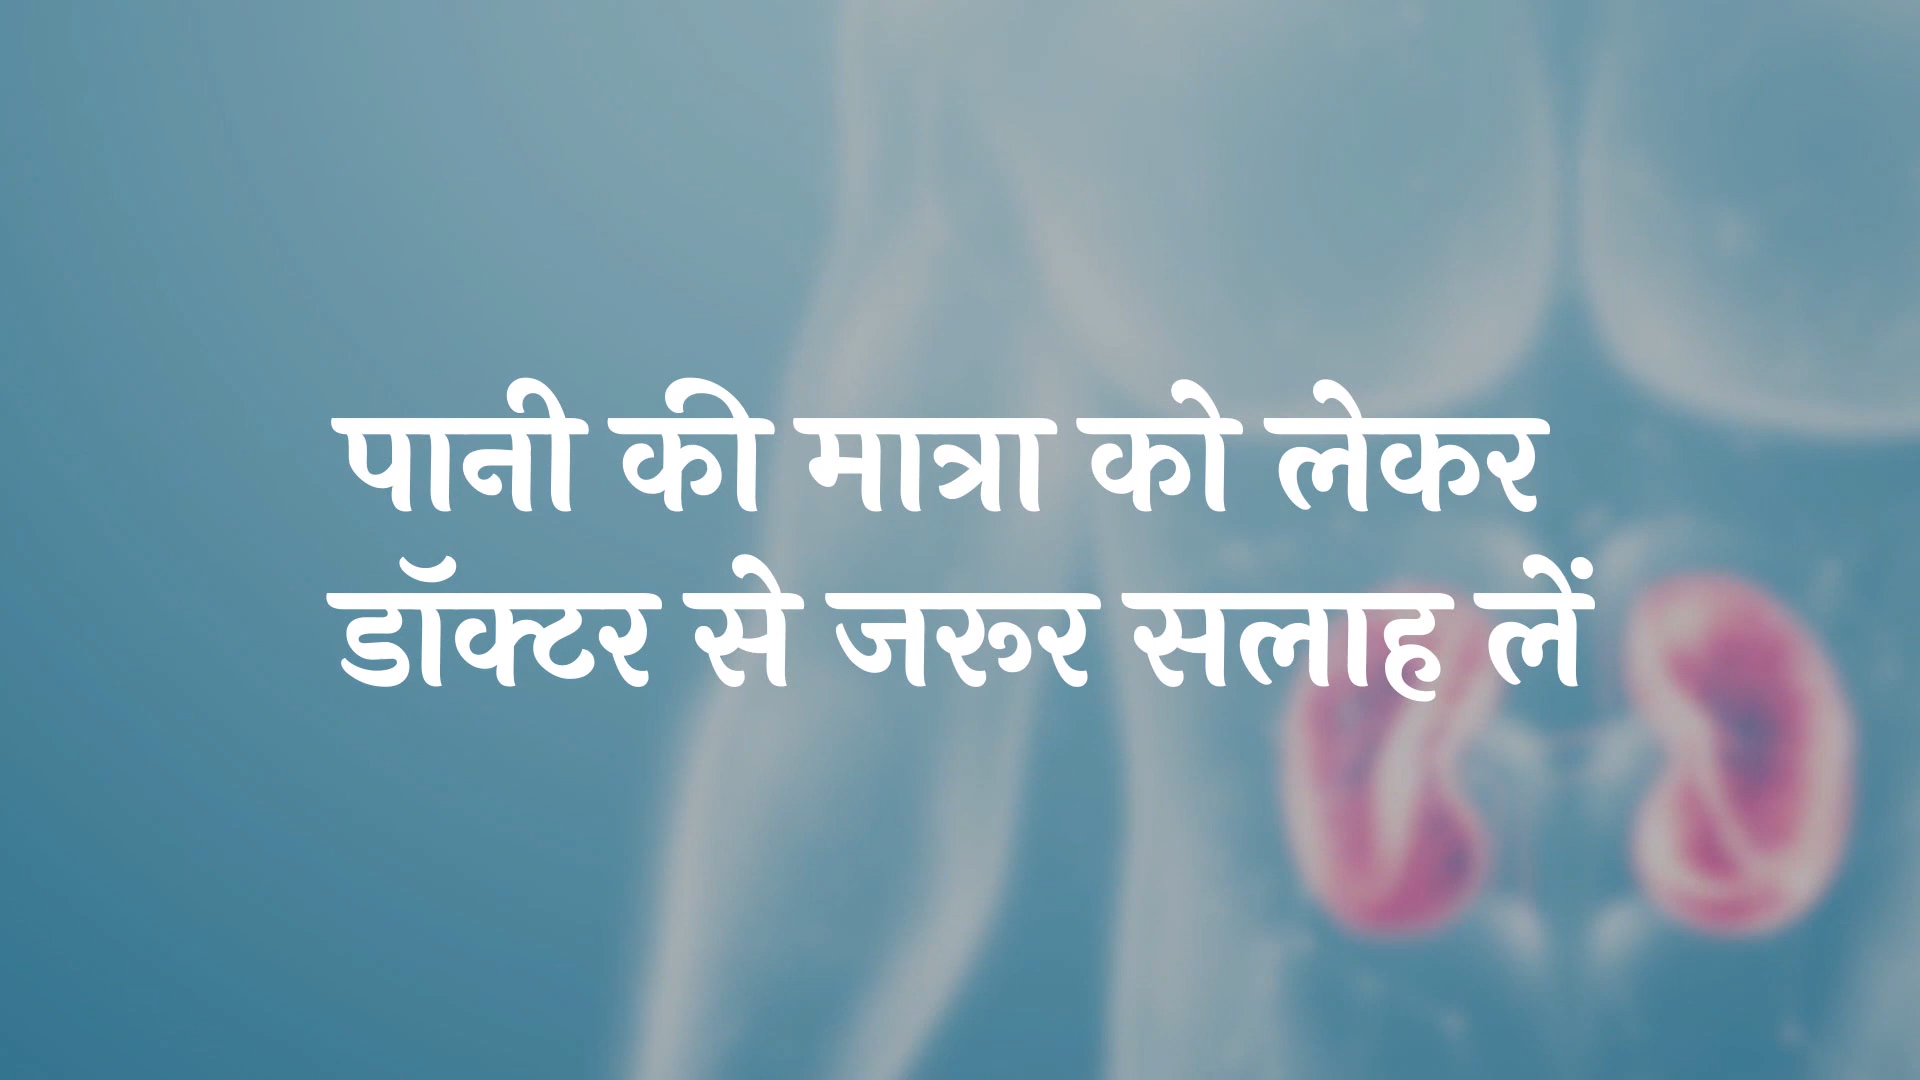 पानी की मात्रा को लेकर
डॉक्टर से जरूर सलाह लें